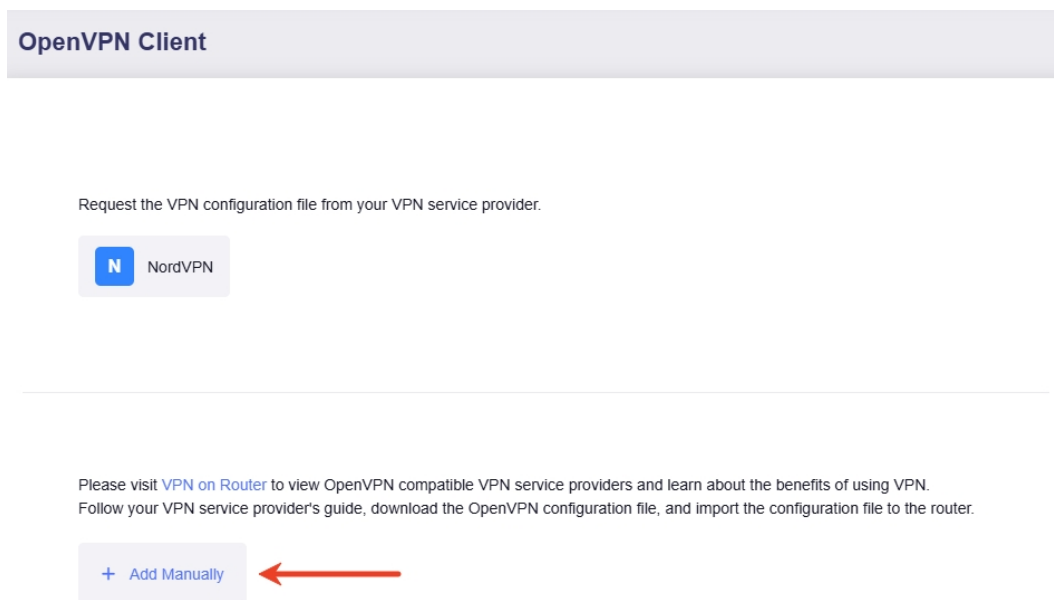 OpenVPN Client
Request the VPN configuration file from your VPN service provider.
N NordVPN
Please visit VPN on Router to view OpenVPN compatible VPN service providers and learn about the benefits of using VPN.
Follow your VPN service provider's guide, download the OpenVPN configuration file, and import the configuration file to the router.
+ Add Manually